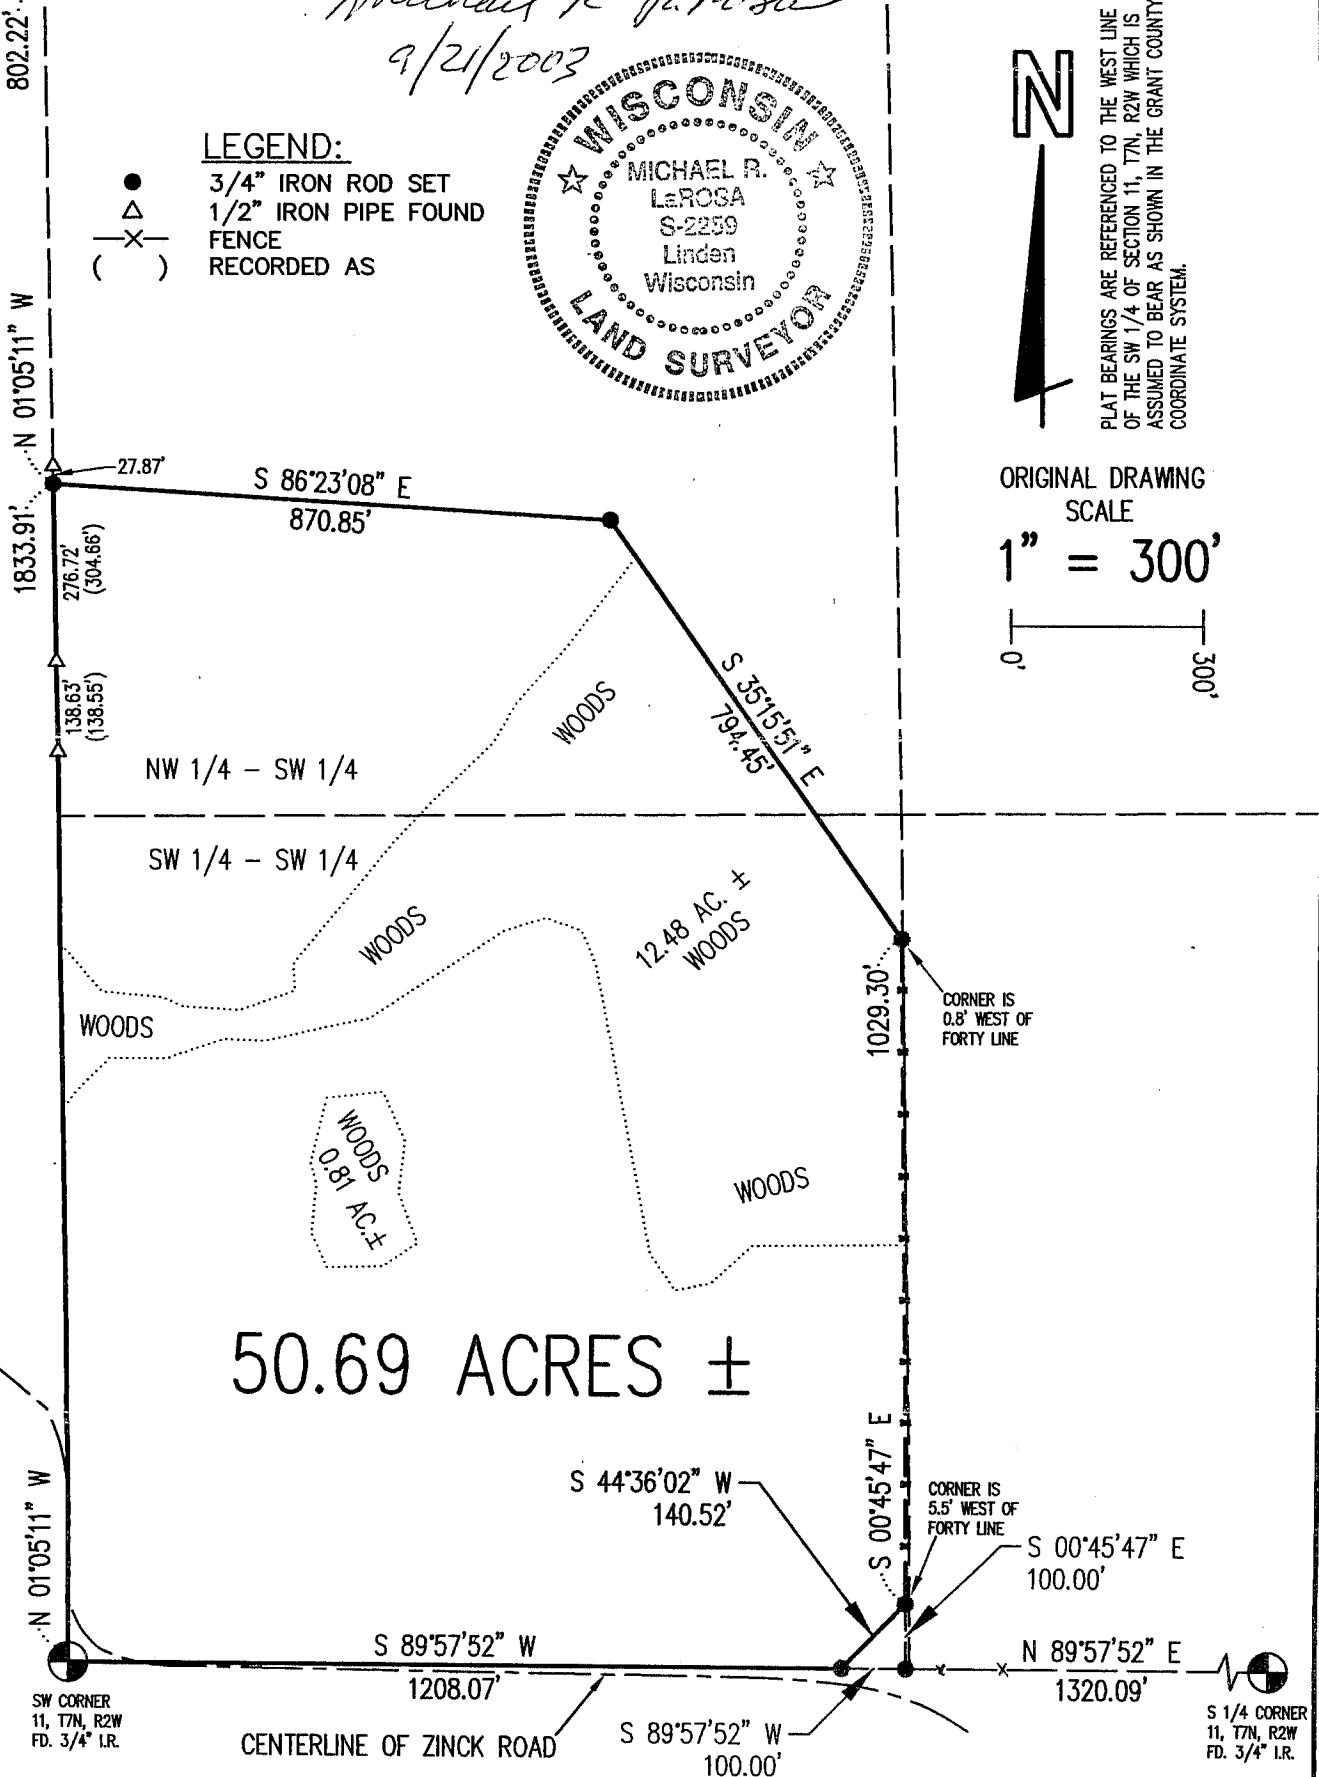 802.22'
9/21/2003
WISCONSIN
MICHAEL R.
LaROSA
S-2259
Linden
Wisconsin
LAND SURVEYOR
LEGEND:
3/4" IRON ROD SET
1/2" IRON PIPE FOUND
—X— FENCE
( ) RECORDED AS
N
PLAT BEARINGS ARE REFERENCED TO THE WEST LINE
OF THE SW 1/4 OF SECTION 11, T7N, R2W WHICH IS
ASSUMED TO BEAR AS SHOWN IN THE GRANT COUNTY
COORDINATE SYSTEM.
ORIGINAL DRAWING
SCALE
1" = 300'
0'
300'
N 01°05'11" W
1833.91'
27.87'
S 86°23'08" E
870.85'
276.72'
(304.66')
138.63'
(138.55')
S 35°15'51" E
794.45'
WOODS
NW 1/4 - SW 1/4
SW 1/4 - SW 1/4
WOODS
12.48 AC. ±
WOODS
1029.30'
CORNER IS
0.8' WEST OF
FORTY LINE
WOODS
WOODS
0.81 AC.±
WOODS
50.69 ACRES ±
S 00°45'47" E
S 44°36'02" W
140.52'
CORNER IS
5.5' WEST OF
FORTY LINE
S 00°45'47" E
100.00'
N 01°05'11" W
S 89°57'52" W
1208.07'
N 89°57'52" E
1320.09'
SW CORNER
11, T7N, R2W
FD. 3/4" I.R.
CENTERLINE OF ZINCK ROAD
S 89°57'52" W
100.00'
S 1/4 CORNER
11, T7N, R2W
FD. 3/4" I.R.